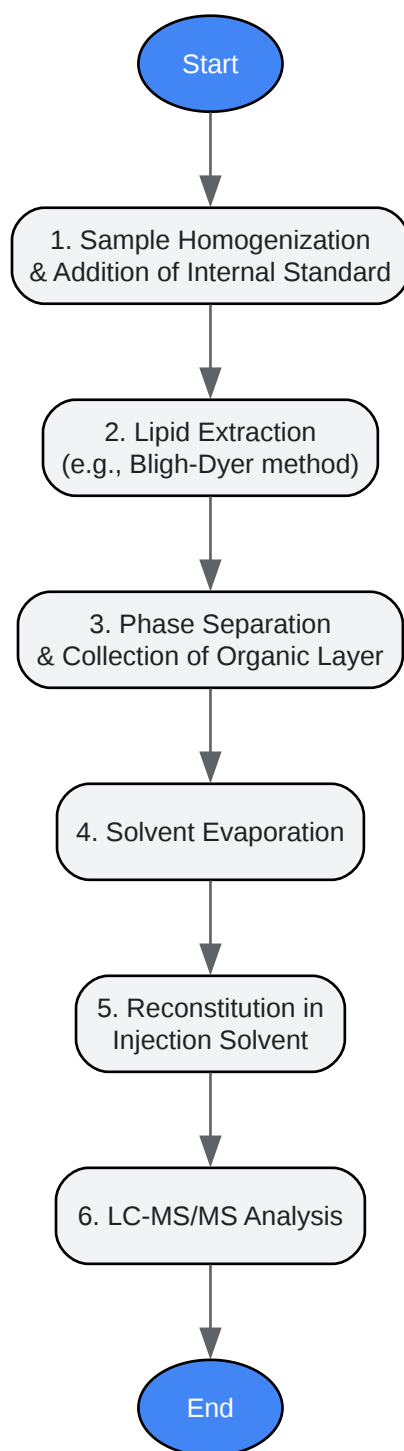 Start
1. Sample Homogenization
& Addition of Internal Standard
2. Lipid Extraction
(e.g., Bligh-Dyer method)
3. Phase Separation
& Collection of Organic Layer
4. Solvent Evaporation
5. Reconstitution in
Injection Solvent
6. LC-MS/MS Analysis
End